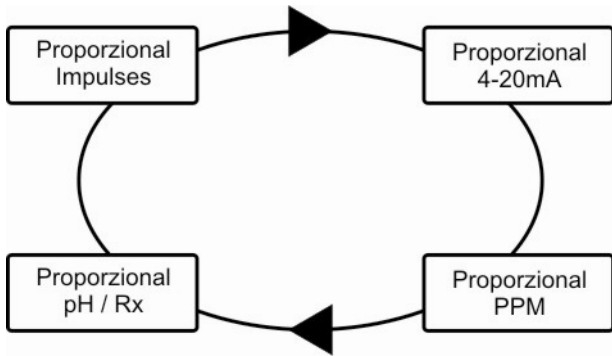 Proporzional
Impulses
Proporzional
4-20mA
Proporzional
pH / Rx
Proporzional
PPM